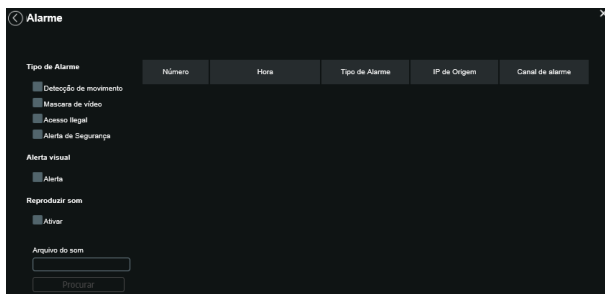 Alarme
Tipo de Alarme
Detecção de movimento
Mascara de vídeo
Acesso Ilegal
Alerta de Segurança
Alerta visual
Alerta
Reproduzir som
Ativar
Arquivo do som
Procurar
Número Hora Tipo de Alarme IP de Origem Canal de alarme